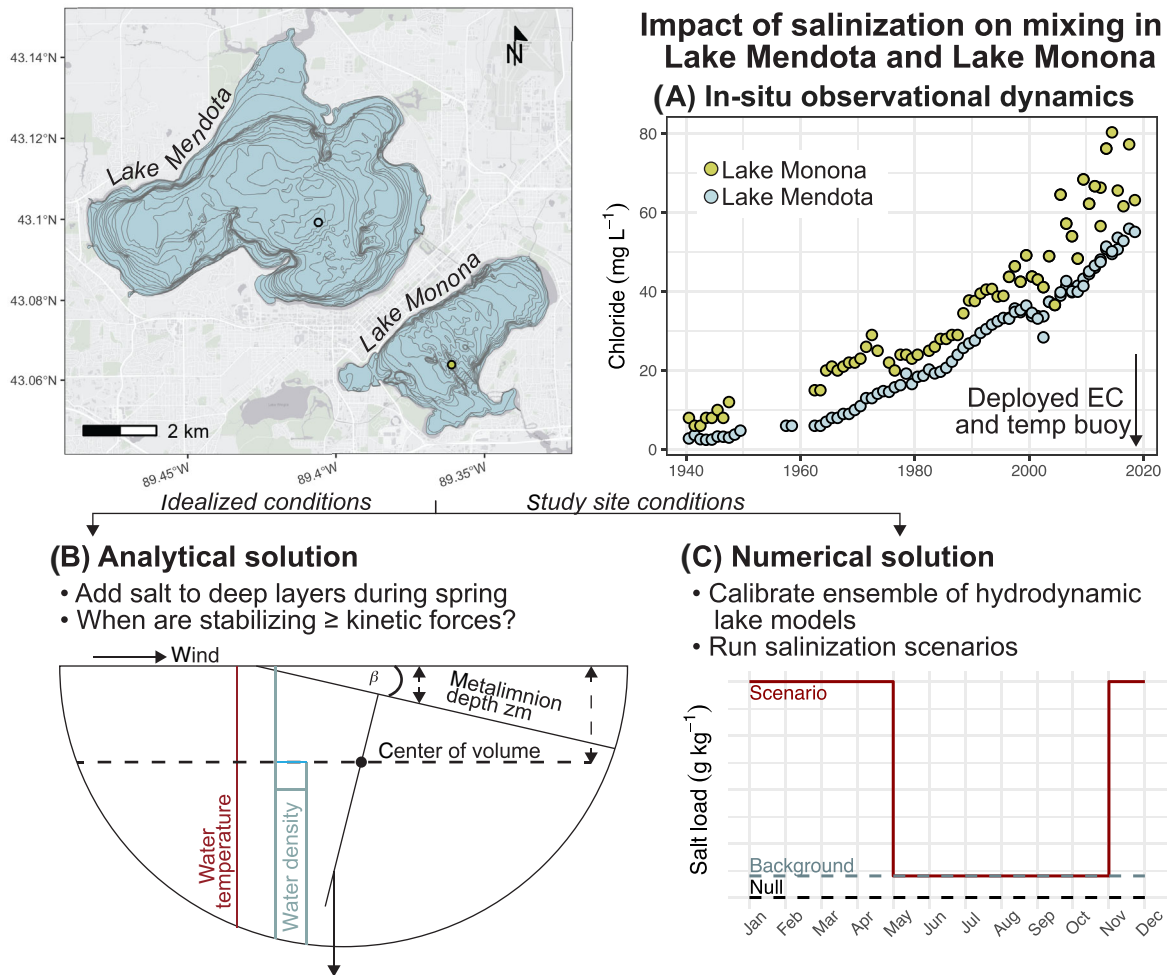 43.14°N
43.12°N
43.1°N
43.08°N
43.06°N
N
Lake Mendota
Lake Monona
2 km
89.45°W
89.4°W
89.35°W
Impact of salinization on mixing in
Lake Mendota and Lake Monona
(A) In-situ observational dynamics
Chloride (mg L⁻¹)
80
60
40
20
0
Lake Monona
Lake Mendota
Deployed EC
and temp buoy
1940
1960
1980
2000
2020
Idealized conditions
Study site conditions
(B) Analytical solution
• Add salt to deep layers during spring
• When are stabilizing ≥ kinetic forces?
Wind
β
Metalimnion
depth zm
Center of volume
Water
temperature
Water density
(C) Numerical solution
• Calibrate ensemble of hydrodynamic
lake models
• Run salinization scenarios
Salt load (g kg⁻¹)
Scenario
Background
Null
Jan
Feb
Mar
Apr
May
Jun
Jul
Aug
Sep
Oct
Nov
Dec